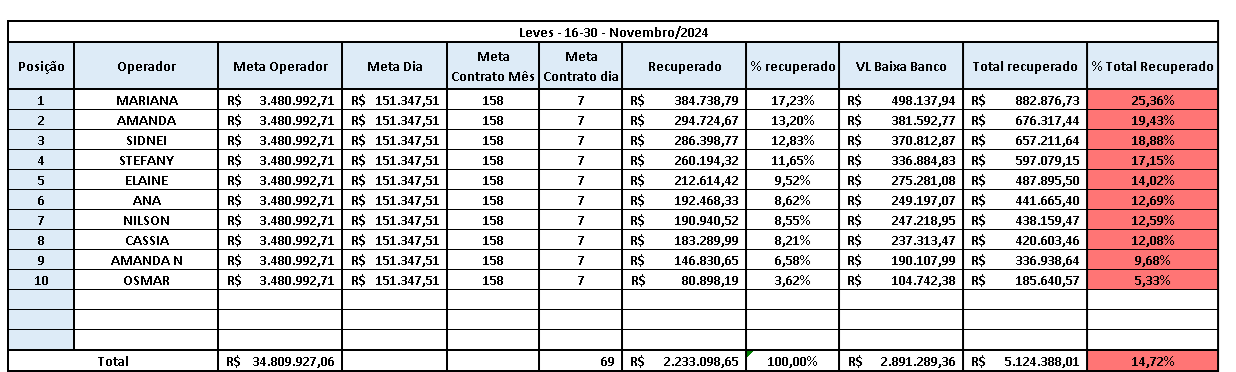 Leves - 16-30 - Novembro/2024
Posição Operador Meta Operador Meta Dia Meta Contrato Mês Meta Contrato dia Recuperado % recuperado VL Baixa Banco Total recuperado % Total Recuperado
1 MARIANA R$ 3.480.992,71 R$ 151.347,51 158 7 R$ 384.738,79 17,23% R$ 498.137,94 R$ 882.876,73 25,36%
2 AMANDA R$ 3.480.992,71 R$ 151.347,51 158 7 R$ 294.724,67 13,20% R$ 381.592,77 R$ 676.317,44 19,43%
3 SIDNEI R$ 3.480.992,71 R$ 151.347,51 158 7 R$ 286.398,77 12,83% R$ 370.812,87 R$ 657.211,64 18,88%
4 STEFANY R$ 3.480.992,71 R$ 151.347,51 158 7 R$ 260.194,32 11,65% R$ 336.884,83 R$ 597.079,15 17,15%
5 ELAINE R$ 3.480.992,71 R$ 151.347,51 158 7 R$ 212.614,42 9,52% R$ 275.281,08 R$ 487.895,50 14,02%
6 ANA R$ 3.480.992,71 R$ 151.347,51 158 7 R$ 192.468,33 8,62% R$ 249.197,07 R$ 441.665,40 12,69%
7 NILSON R$ 3.480.992,71 R$ 151.347,51 158 7 R$ 190.940,52 8,55% R$ 247.218,95 R$ 438.159,47 12,59%
8 CASSIA R$ 3.480.992,71 R$ 151.347,51 158 7 R$ 183.289,99 8,21% R$ 237.313,47 R$ 420.603,46 12,08%
9 AMANDA N R$ 3.480.992,71 R$ 151.347,51 158 7 R$ 146.830,65 6,58% R$ 190.107,99 R$ 336.938,64 9,68%
10 OSMAR R$ 3.480.992,71 R$ 151.347,51 158 7 R$ 80.898,19 3,62% R$ 104.742,38 R$ 185.640,57 5,33%
Total R$ 34.809.927,06 69 R$ 2.233.098,65 100,00% R$ 2.891.289,36 R$ 5.124.388,01 14,72%